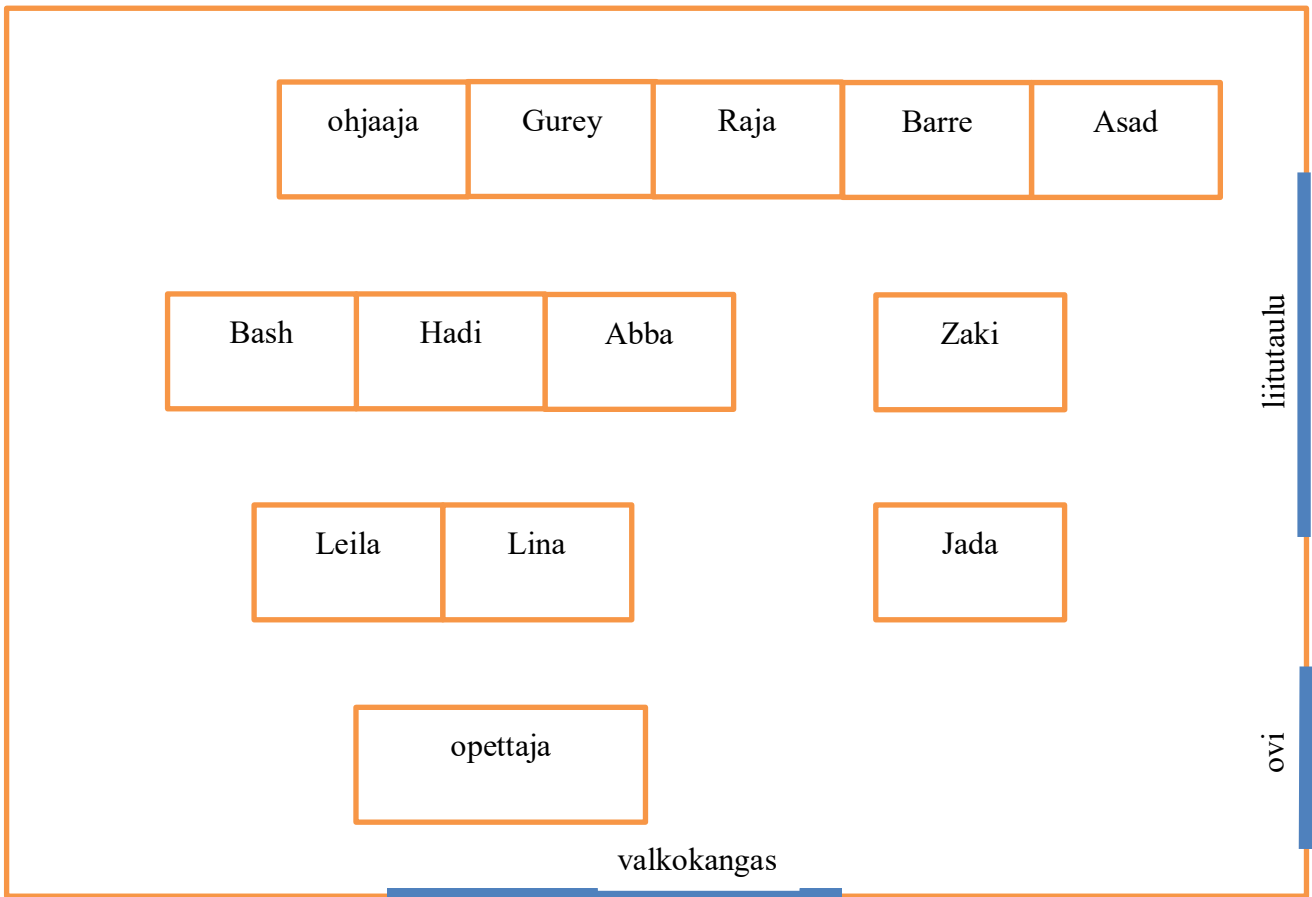 ohjaaja
Gurey
Raja
Barre
Asad
Bash
Hadi
Abba
Zaki
liitutaulu
Leila
Lina
Jada
opettaja
ovi
valkokangas